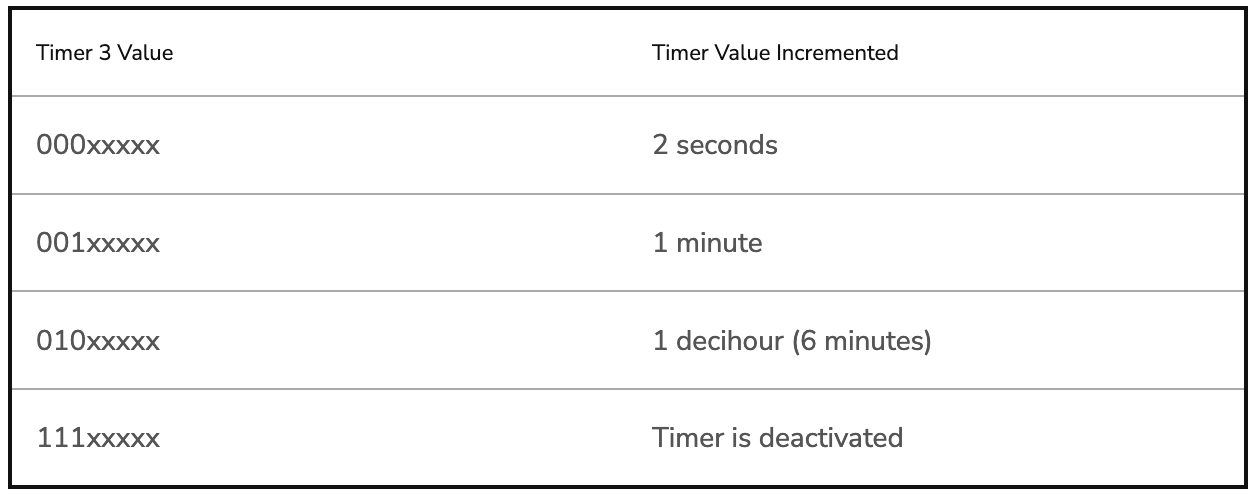 Timer 3 Value Timer Value Incremented
000xxxxx 2 seconds
001xxxxx 1 minute
010xxxxx 1 decihour (6 minutes)
111xxxxx Timer is deactivated